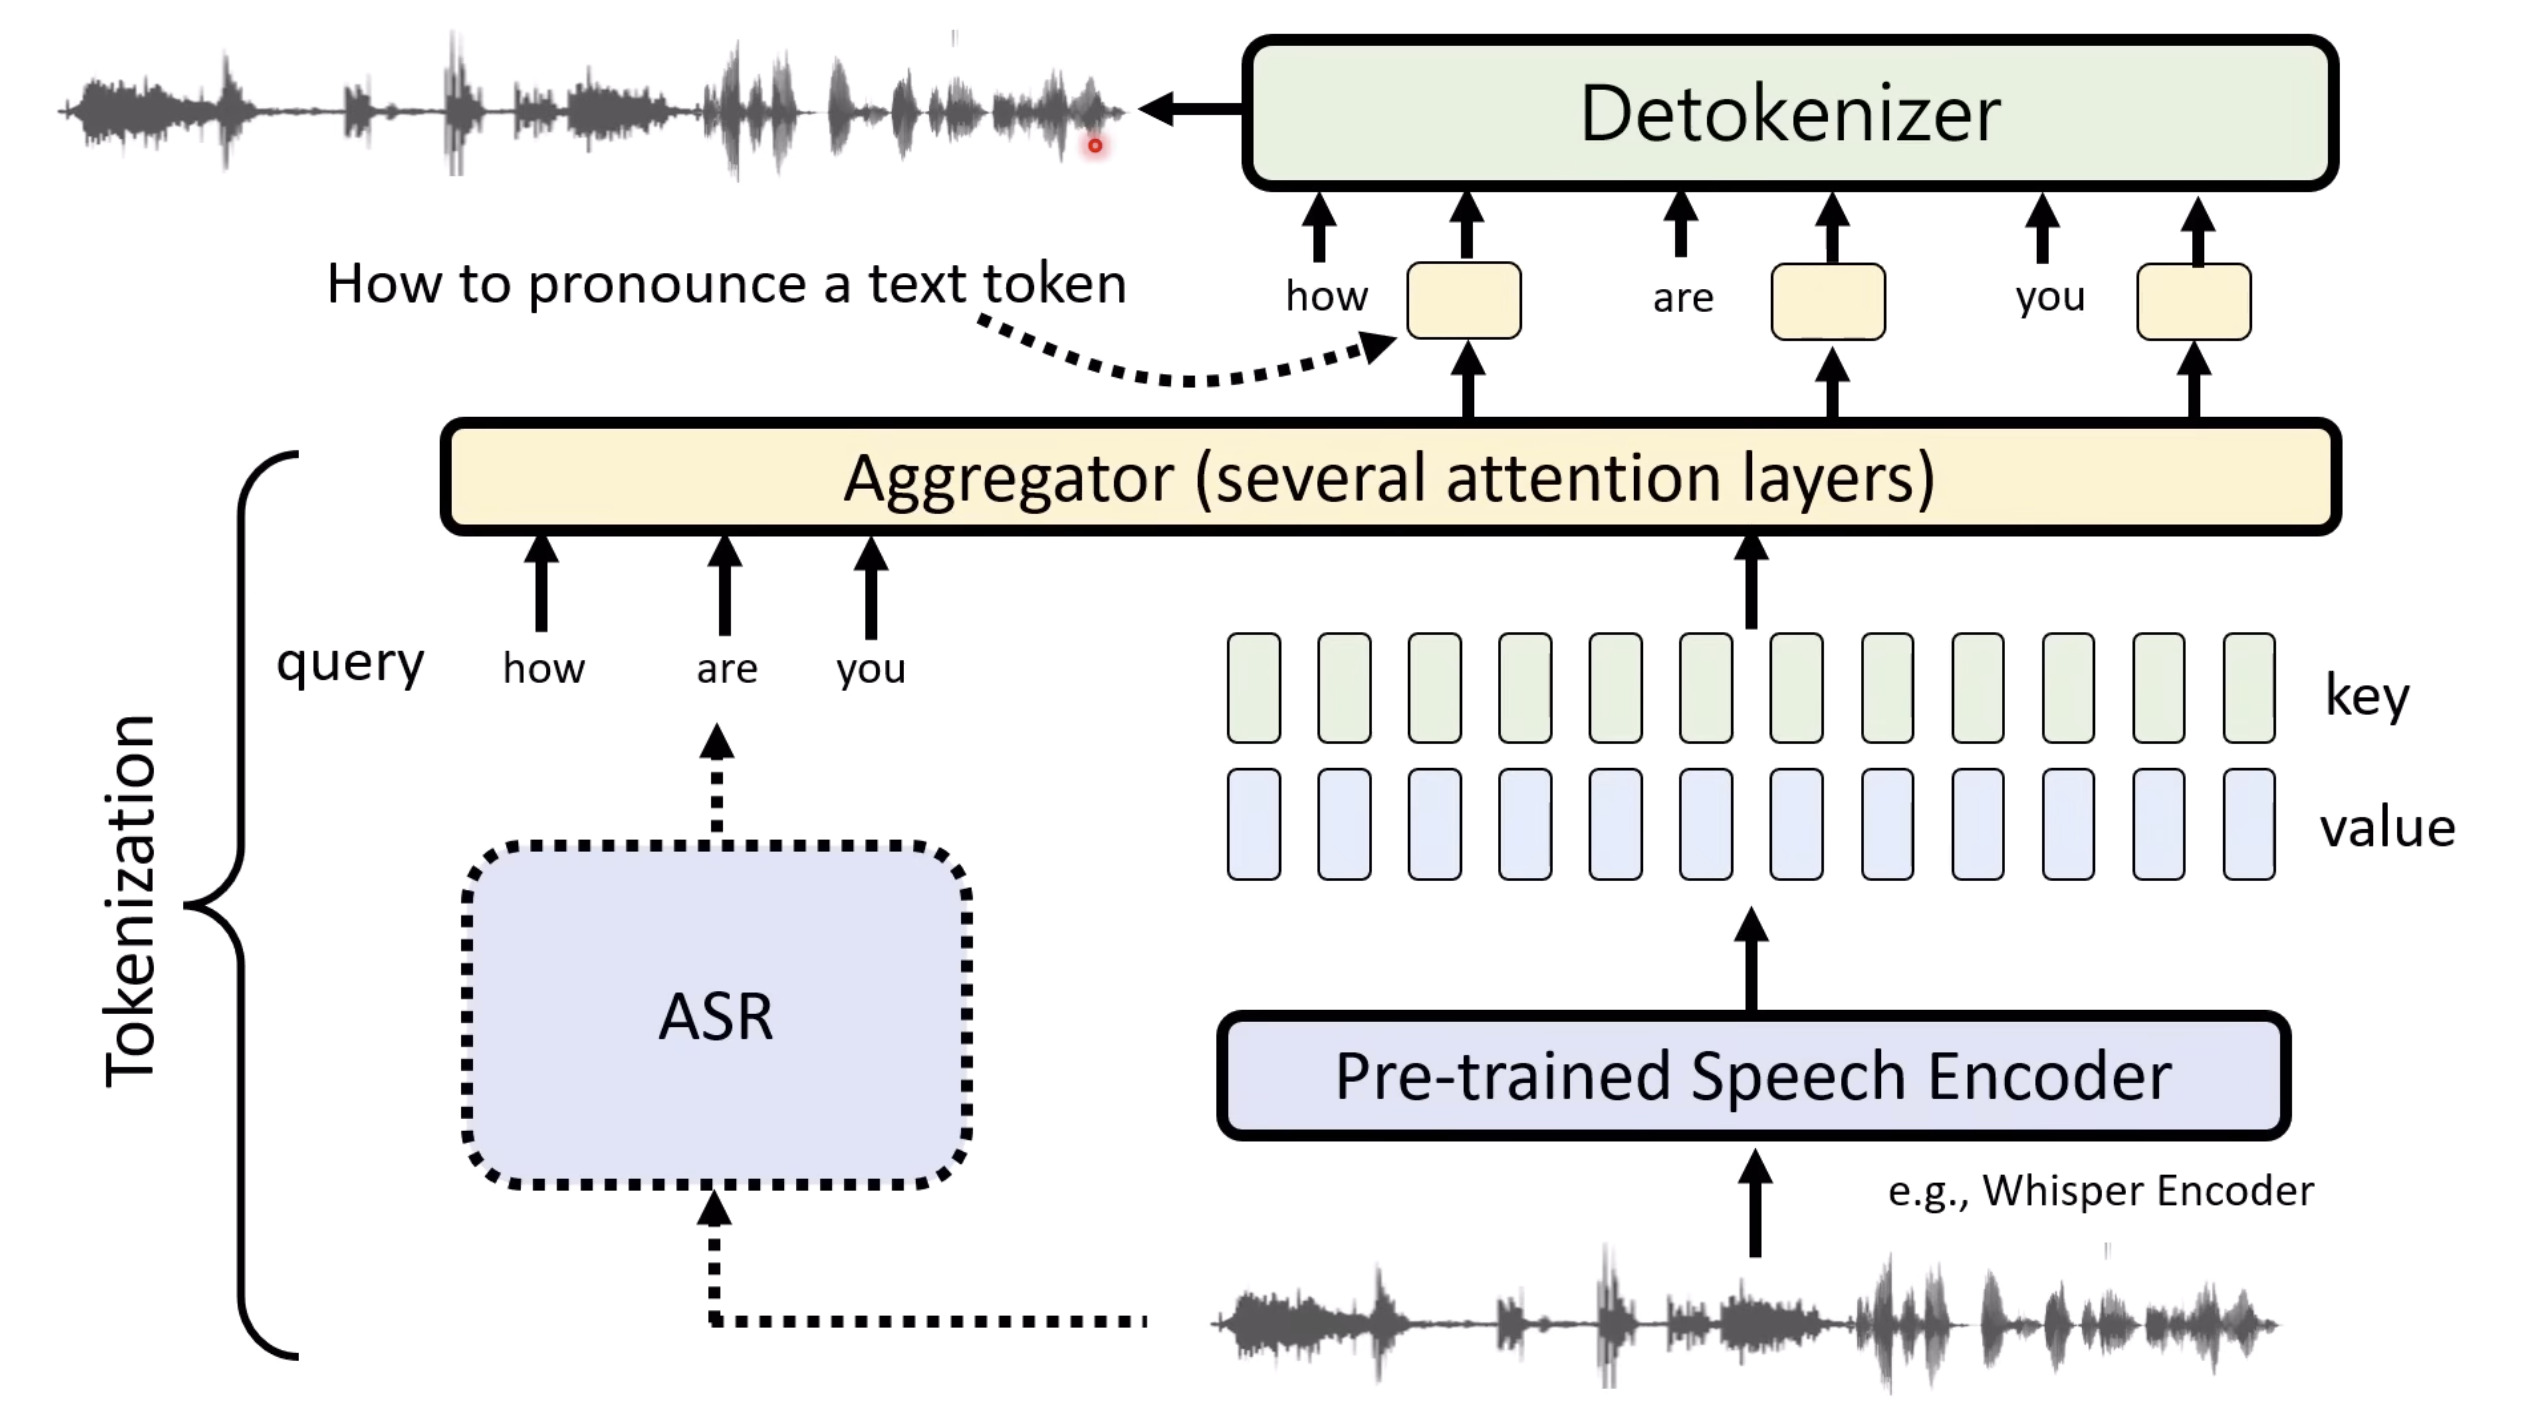 Detokenizer
How to pronounce a text token
how
are
you
Aggregator (several attention layers)
query
how
are
you
key
value
Tokenization
ASR
Pre-trained Speech Encoder
e.g., Whisper Encoder